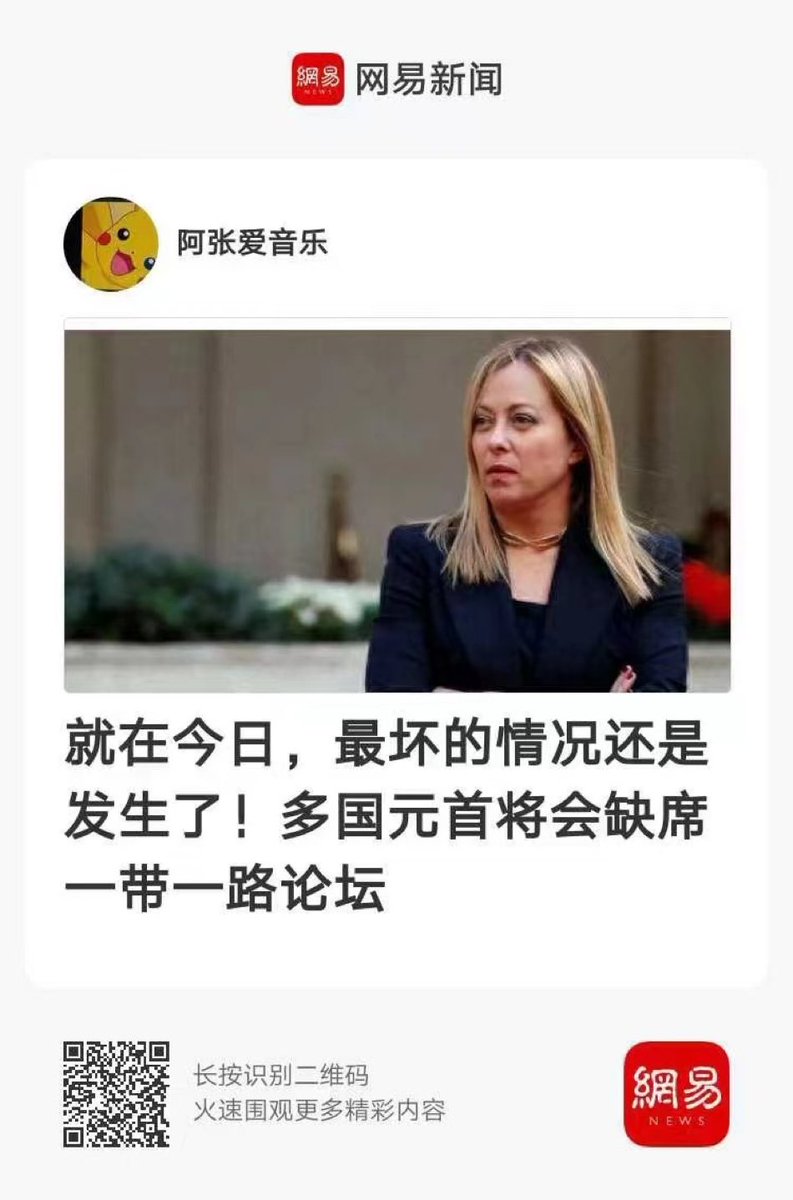 網易
NEWS
网易新闻
阿张爱音乐
就在今日，最坏的情况还是
发生了！多国元首将会缺席
一带一路论坛
长按识别二维码
火速围观更多精彩内容
網易
NEWS